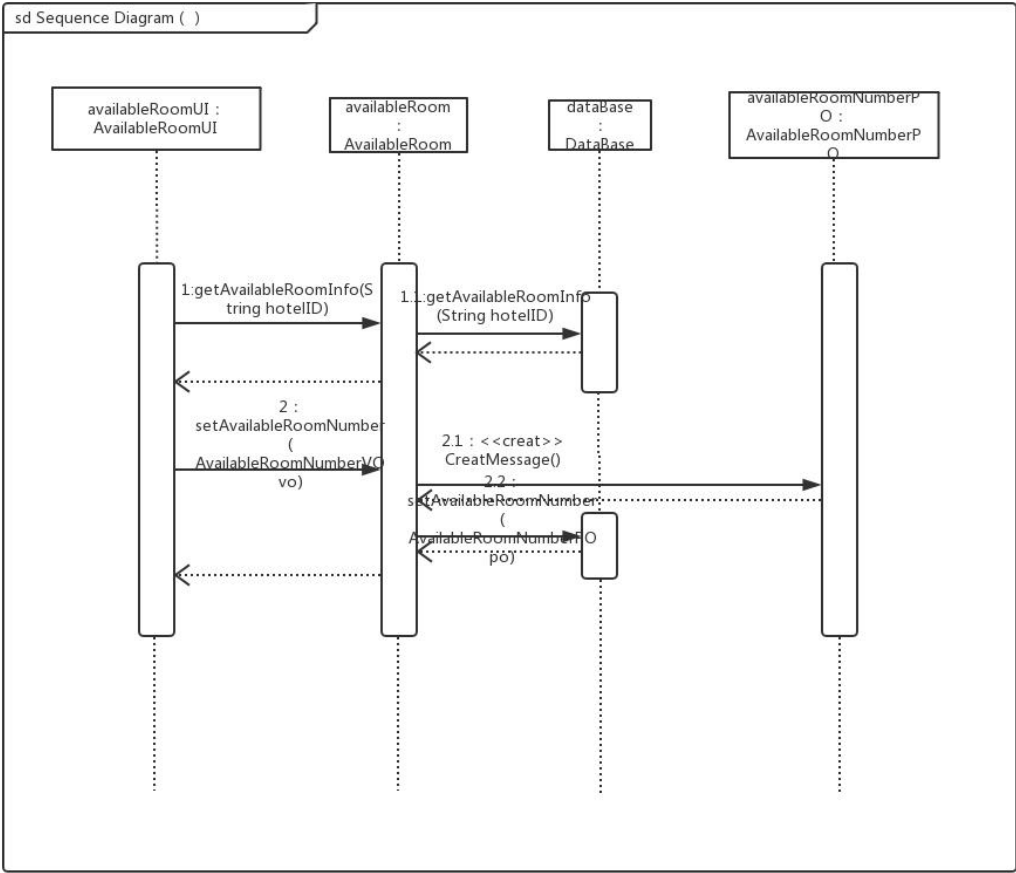 sd Sequence Diagram ( )
availableRoomUI :
AvailableRoomUI
availableRoom
:
AvailableRoom
dataBase
:
DataBase
availableRoomNumberP
O :
AvailableRoomNumberP
O
1:getAvailableRoomInfo(S
tring hotelID)
1.1:getAvailableRoomInfo
(String hotelID)
2 :
setAvailableRoomNumber
(
AvailableRoomNumberVO
vo)
2.1 : <<creat>>
CreatMessage()
2.2 :
setAvailableRoomNumber
(
AvailableRoomNumberPO
po)